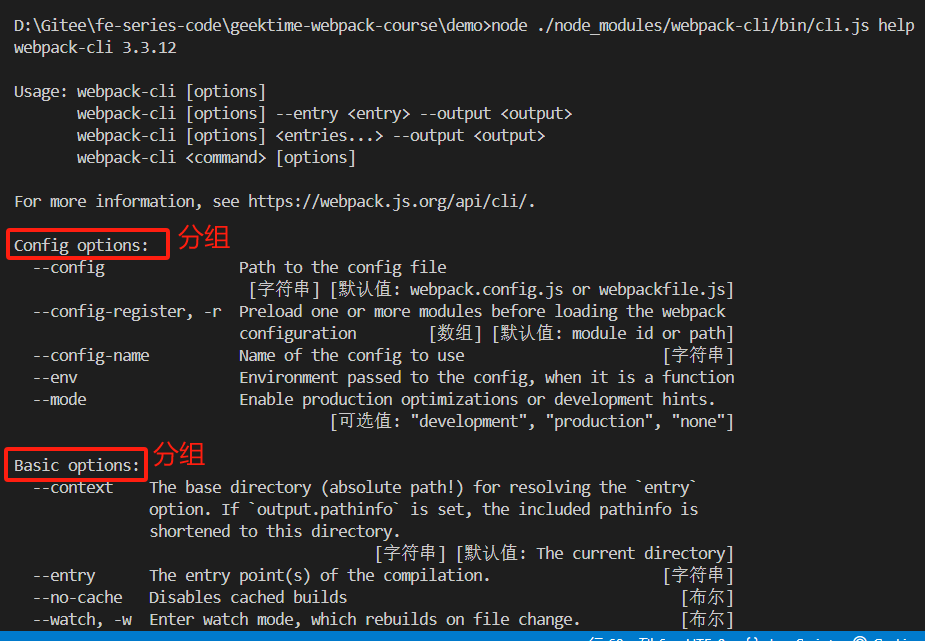 D:\Gitee\fe-series-code\geektime-webpack-course\demo>node ./node_modules/webpack-cli/bin/cli.js help
webpack-cli 3.3.12
Usage: webpack-cli [options]
webpack-cli [options] --entry <entry> --output <output>
webpack-cli [options] <entries...> --output <output>
webpack-cli <command> [options]
For more information, see https://webpack.js.org/api/cli/.
Config options: 分组
--config Path to the config file
[字符串] [默认值: webpack.config.js or webpackfile.js]
--config-register, -r Preload one or more modules before loading the webpack
configuration [数组] [默认值: module id or path]
--config-name Name of the config to use [字符串]
--env Environment passed to the config, when it is a function
--mode Enable production optimizations or development hints.
[可选值: "development", "production", "none"]
Basic options: 分组
--context The base directory (absolute path!) for resolving the `entry`
option. If `output.pathinfo` is set, the included pathinfo is
shortened to this directory.
[字符串] [默认值: The current directory]
--entry The entry point(s) of the compilation. [字符串]
--no-cache Disables cached builds [布尔]
--watch, -w Enter watch mode, which rebuilds on file change. [布尔]